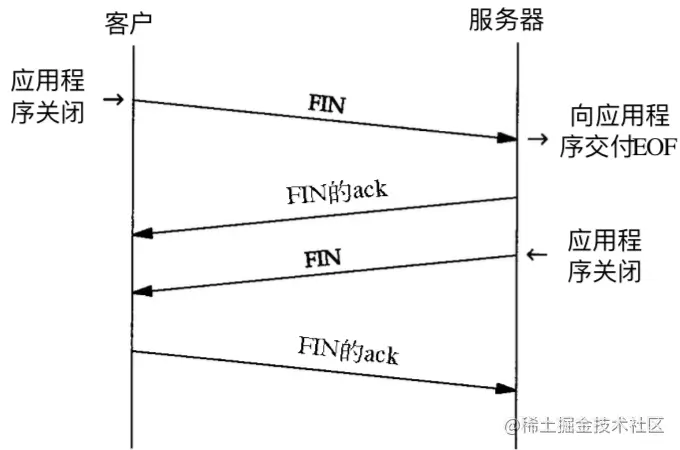 客户
服务器
应用程
序关闭
FIN
向应用程
序交付EOF
FIN的ack
FIN
应用程
序关闭
FIN的ack
@稀土掘金技术社区